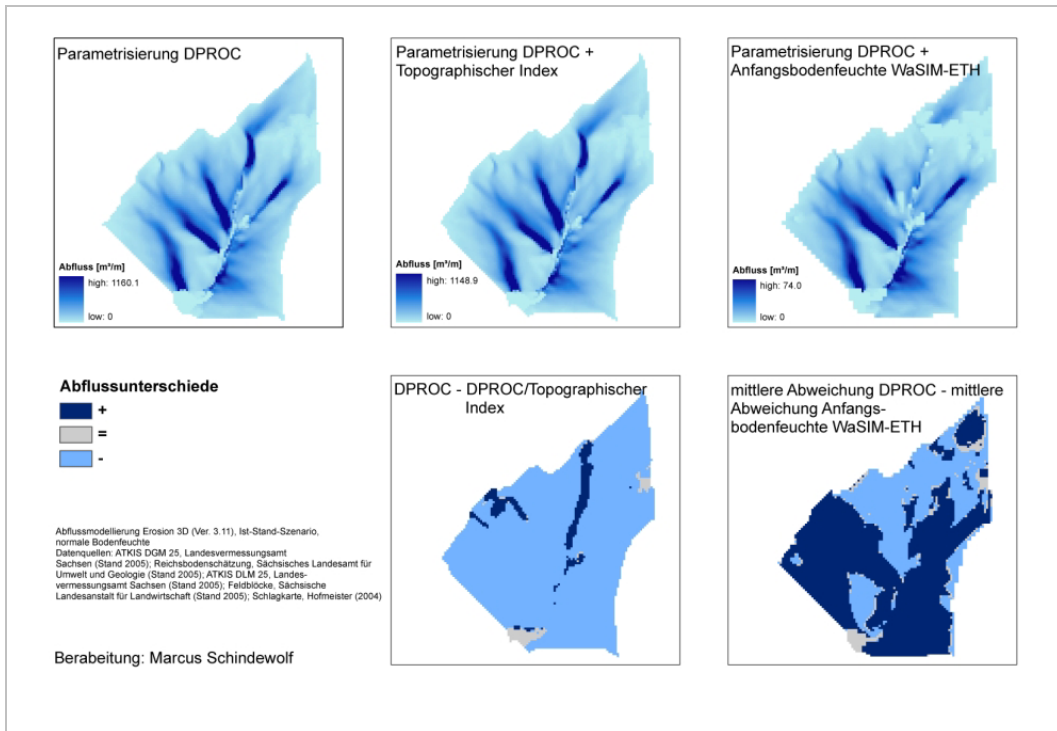 Parametrisierung DPROC
Abfluss [m³/m]
high: 1160.1
low: 0
Parametrisierung DPROC +
Topographischer Index
Abfluss [m³/m]
high: 1148.9
low: 0
Parametrisierung DPROC +
Anfangsbodenfeuchte WaSIM-ETH
Abfluss [m³/m]
high: 74.0
low: 0
Abflussunterschiede
+
=
-
DPROC - DPROC/Topographischer
Index
mittlere Abweichung DPROC - mittlere
Abweichung Anfangs-
bodenfeuchte WaSIM-ETH
Abflussmodellierung Erosion 3D (Ver. 3.11), Ist-Stand-Szenario,
normale Bodenfeuchte
Datenquellen: ATKIS DGM 25, Landesvermessungsamt
Sachsen (Stand 2005); Reichsbodenschätzung, Sächsisches Landesamt für
Umwelt und Geologie (Stand 2005); ATKIS DLM 25, Landes-
vermessungsamt Sachsen (Stand 2005); Feldblöcke, Sächsische
Landesanstalt für Landwirtschaft (Stand 2005); Schlagkarte, Hofmeister (2004)
Berabeitung: Marcus Schindewolf